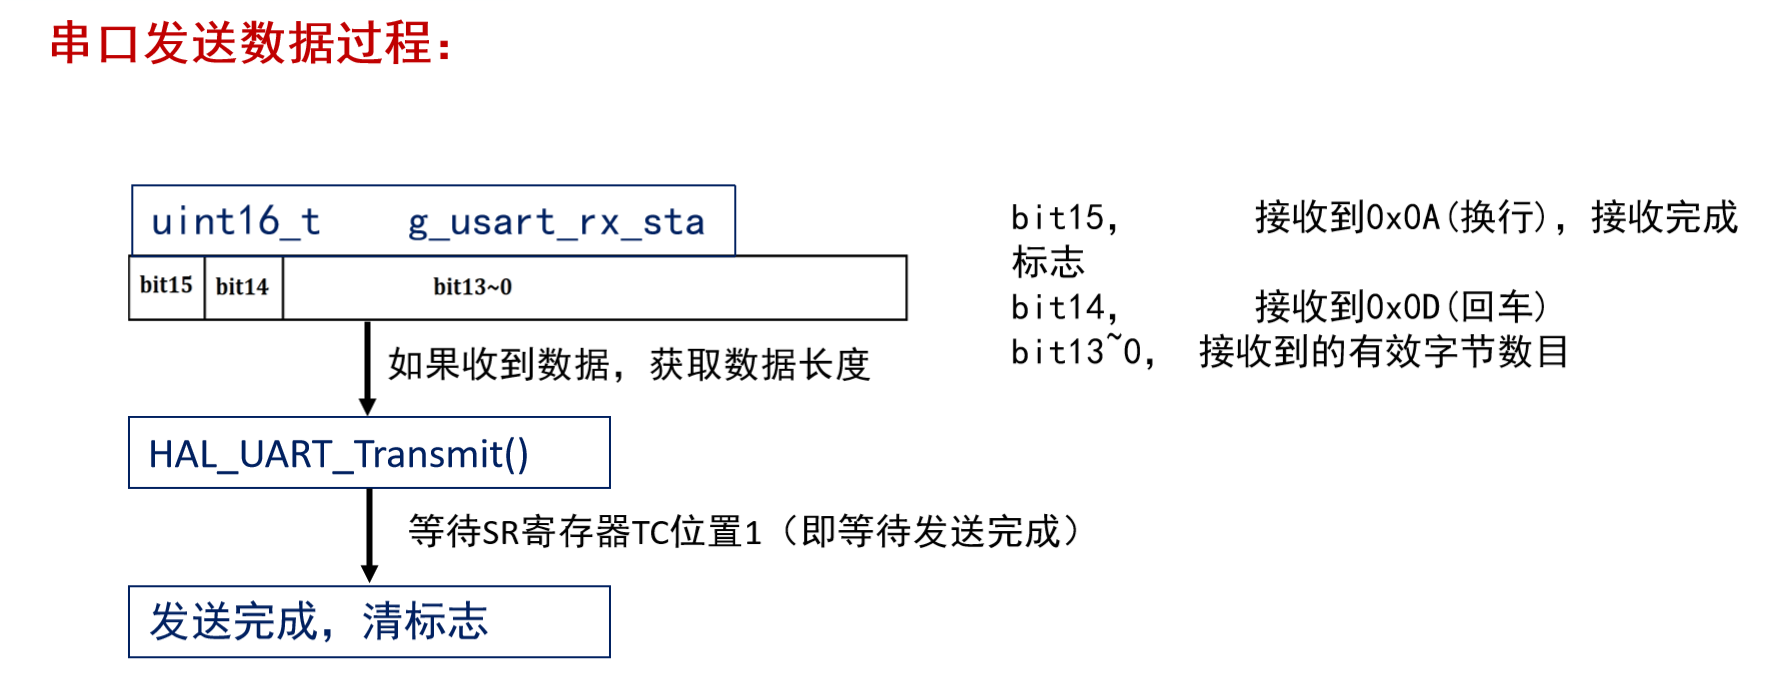 串口发送数据过程：
uint16_t g_usart_rx_sta
bit15 bit14 bit13~0
如果收到数据，获取数据长度
HAL_UART_Transmit()
等待SR寄存器TC位置1（即等待发送完成）
发送完成，清标志
bit15， 接收到0x0A(换行)，接收完成
标志
bit14， 接收到0x0D(回车)
bit13~0， 接收到的有效字节数目